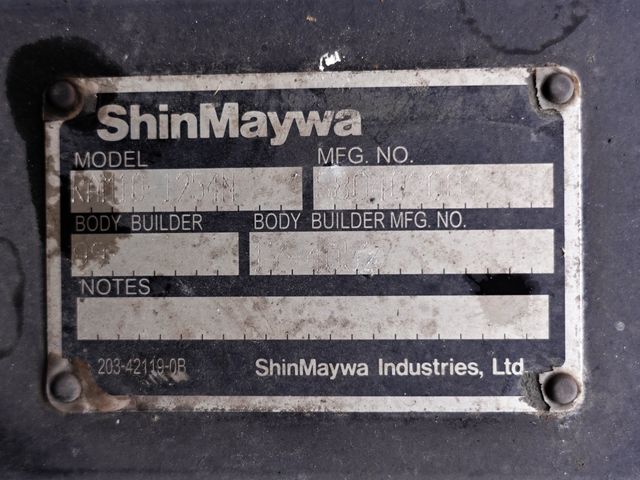 ShinMaywa
MODEL MFG. NO.
BODY BUILDER BODY BUILDER MFG. NO.
NOTES
203-42119-0B ShinMaywa Industries, Ltd.